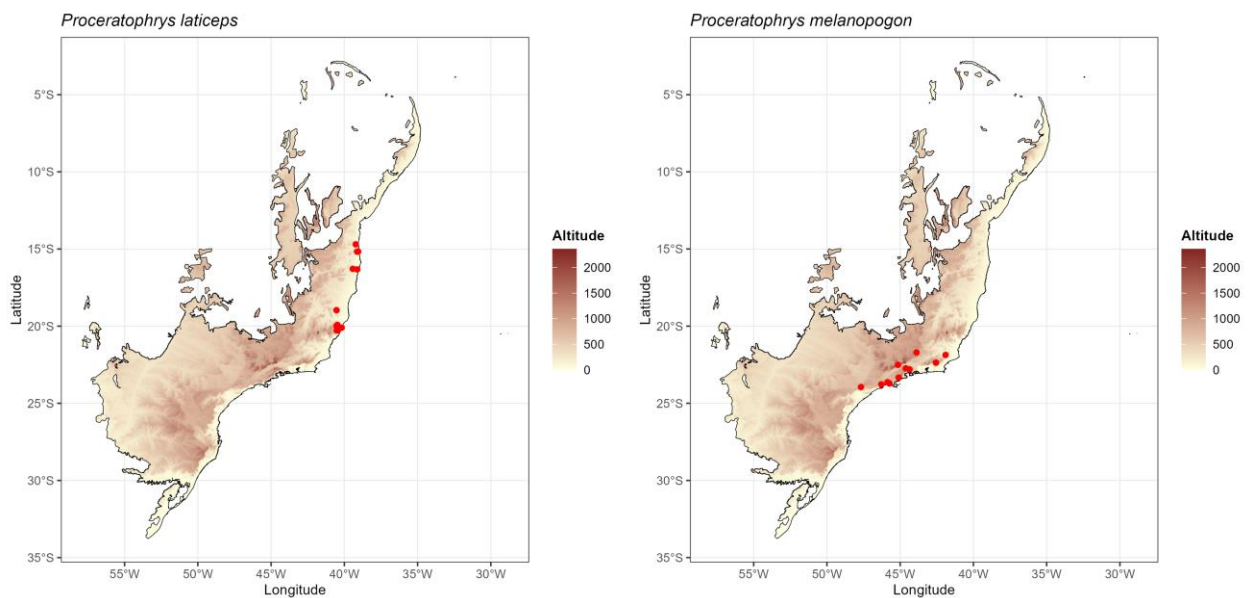 Proceratophrys laticeps
5°S
10°S
15°S
20°S
25°S
30°S
35°S
Latitude
55°W 50°W 45°W 40°W 35°W 30°W
Longitude
Altitude
2000
1500
1000
500
0
Proceratophrys melanopogon
5°S
10°S
15°S
20°S
25°S
30°S
35°S
Latitude
55°W 50°W 45°W 40°W 35°W 30°W
Longitude
Altitude
2000
1500
1000
500
0